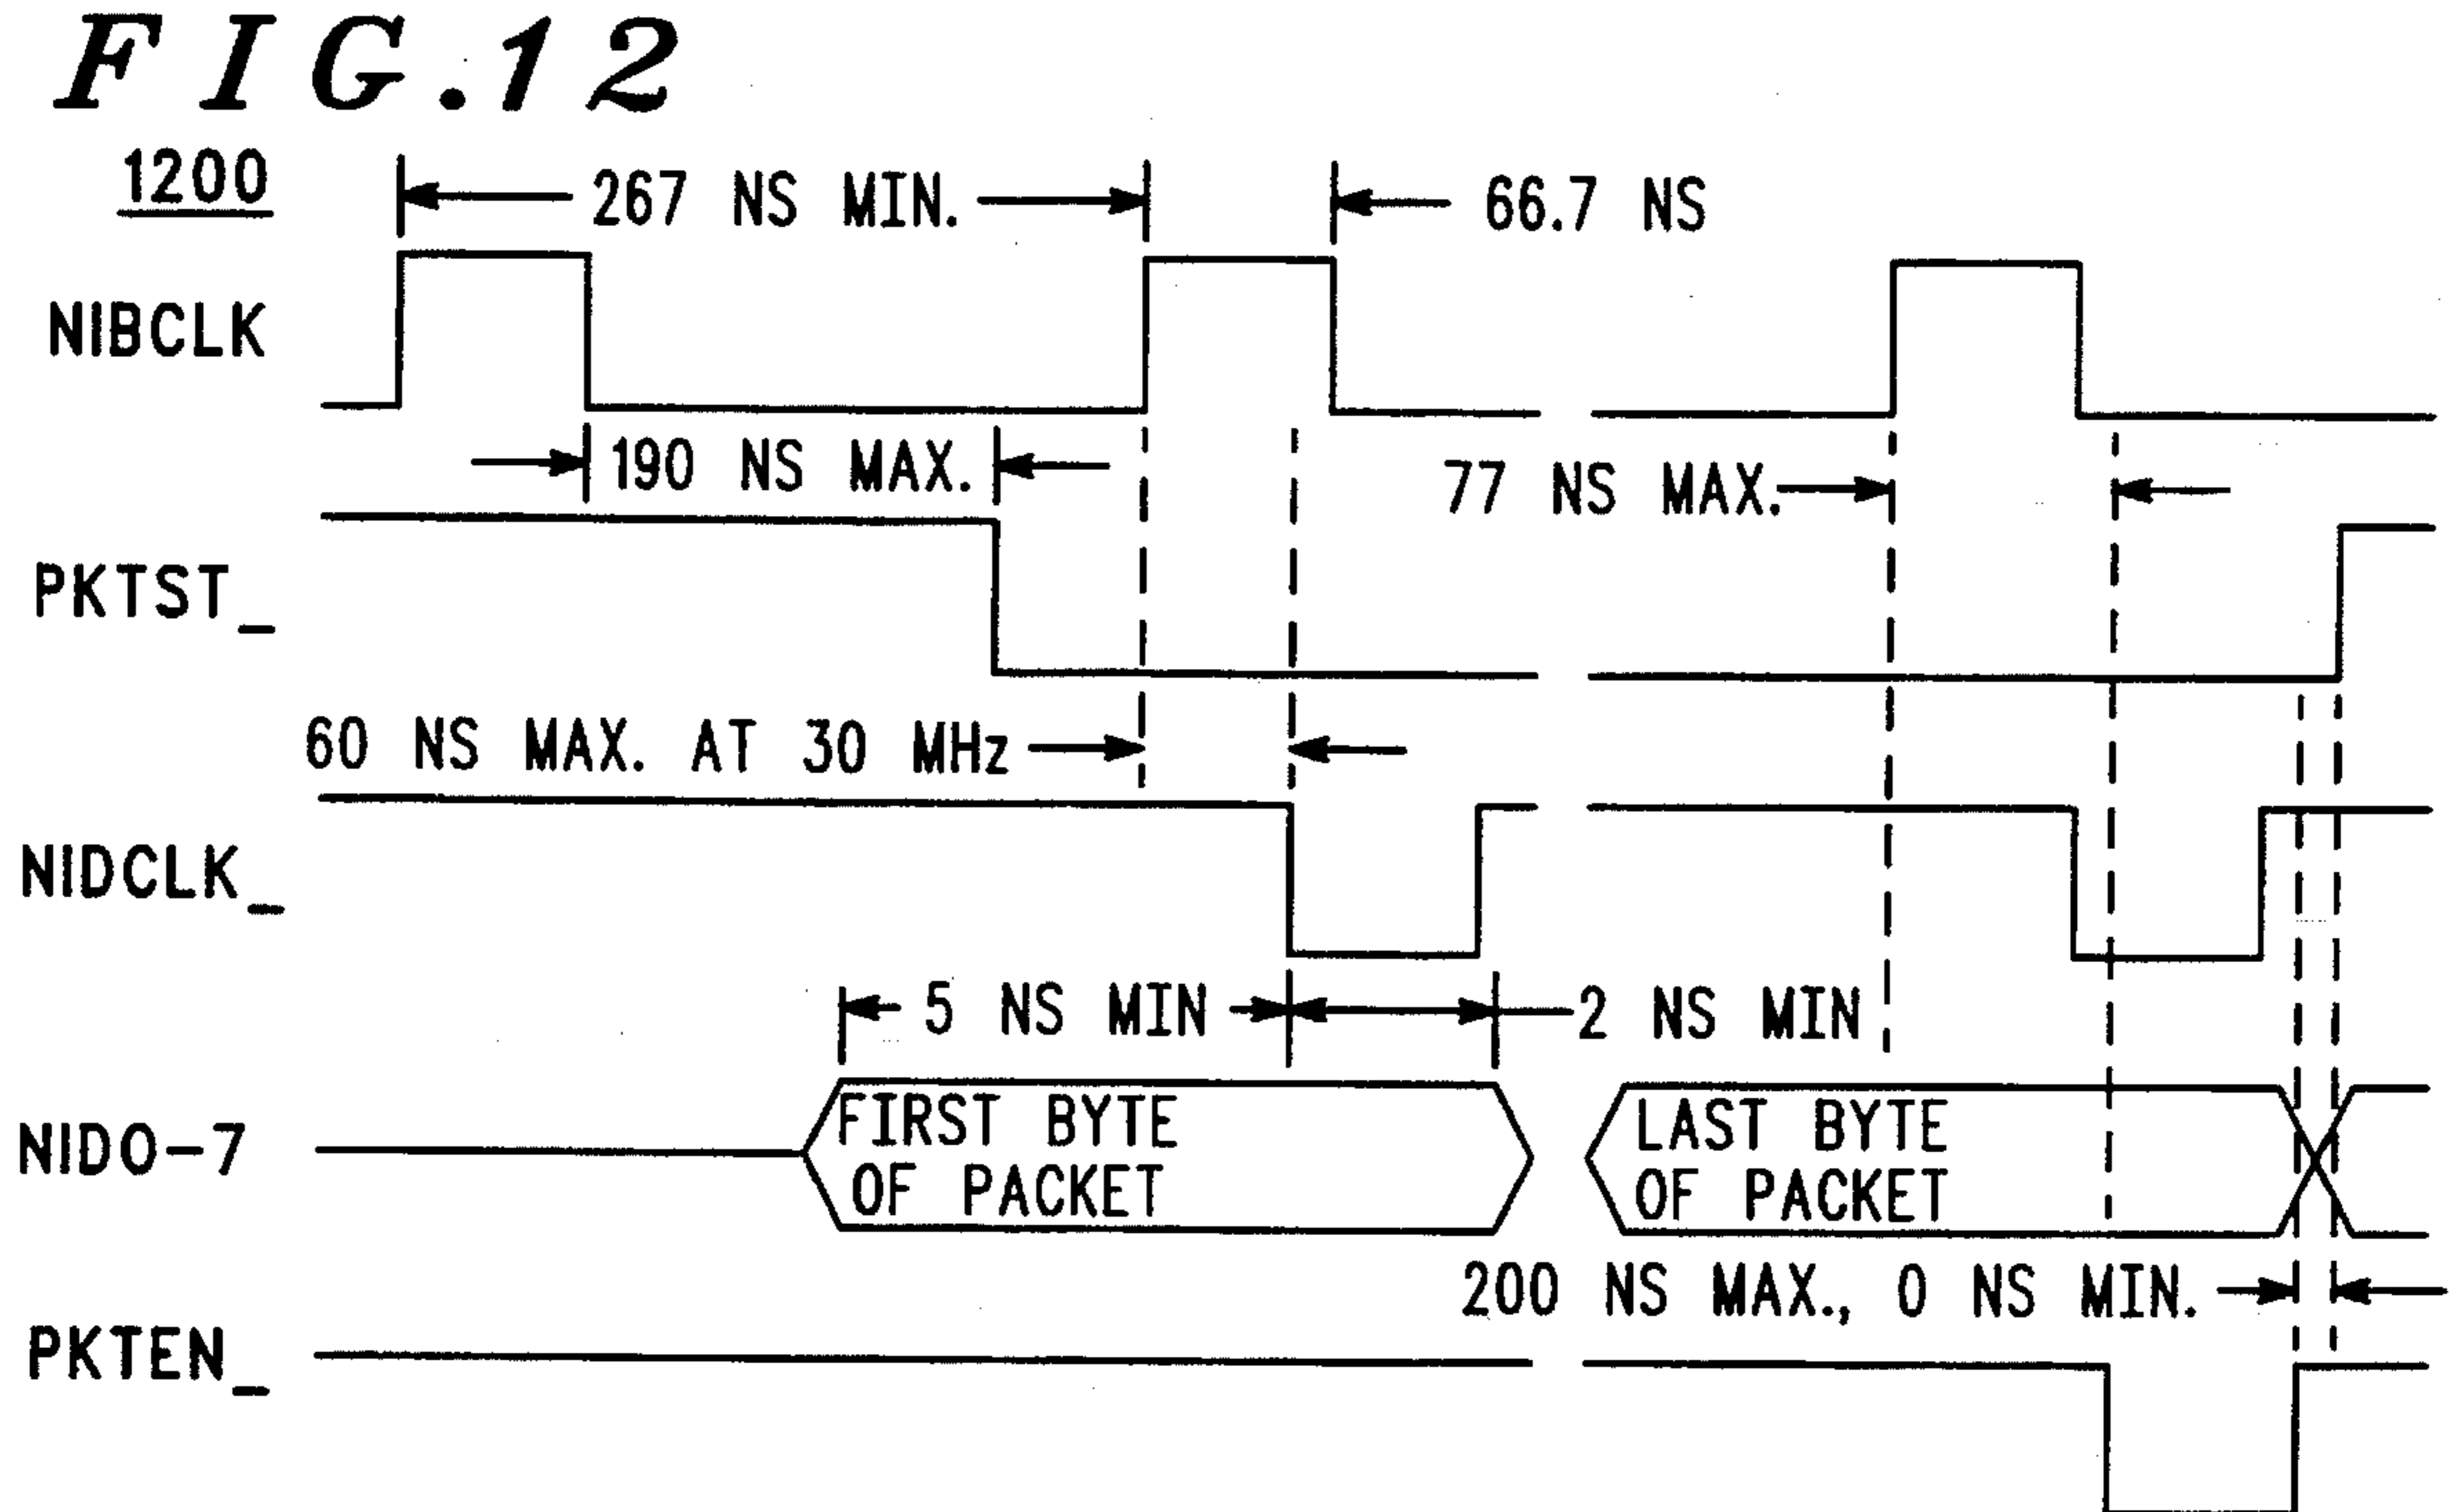 FIG.12
1200
267 NS MIN.
66.7 NS
NIBCLK
190 NS MAX.
77 NS MAX.
PKTST_
60 NS MAX. AT 30 MHz
NIDCLK_
5 NS MIN
2 NS MIN
NIDO-7
FIRST BYTE
OF PACKET
LAST BYTE
OF PACKET
200 NS MAX., 0 NS MIN.
PKTEN_